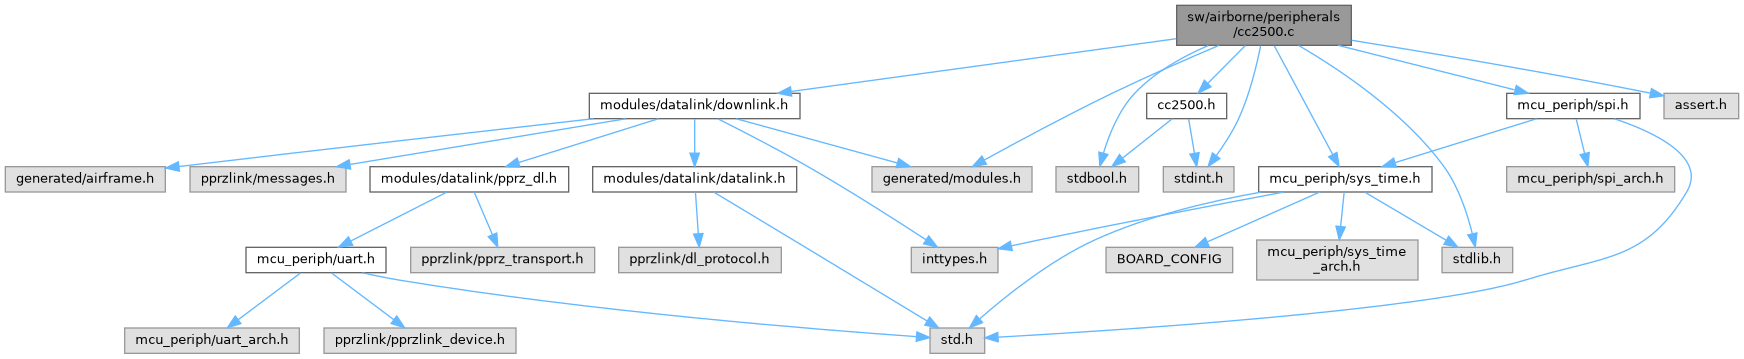 sw/airborne/peripherals
/cc2500.c
modules/datalink/downlink.h
cc2500.h
mcu_periph/spi.h
assert.h
generated/airframe.h
pprzlink/messages.h
modules/datalink/pprz_dl.h
modules/datalink/datalink.h
generated/modules.h
stdbool.h
stdint.h
mcu_periph/sys_time.h
mcu_periph/spi_arch.h
mcu_periph/uart.h
pprzlink/pprz_transport.h
pprzlink/dl_protocol.h
inttypes.h
BOARD_CONFIG
mcu_periph/sys_time
_arch.h
stdlib.h
mcu_periph/uart_arch.h
pprzlink/pprzlink_device.h
std.h